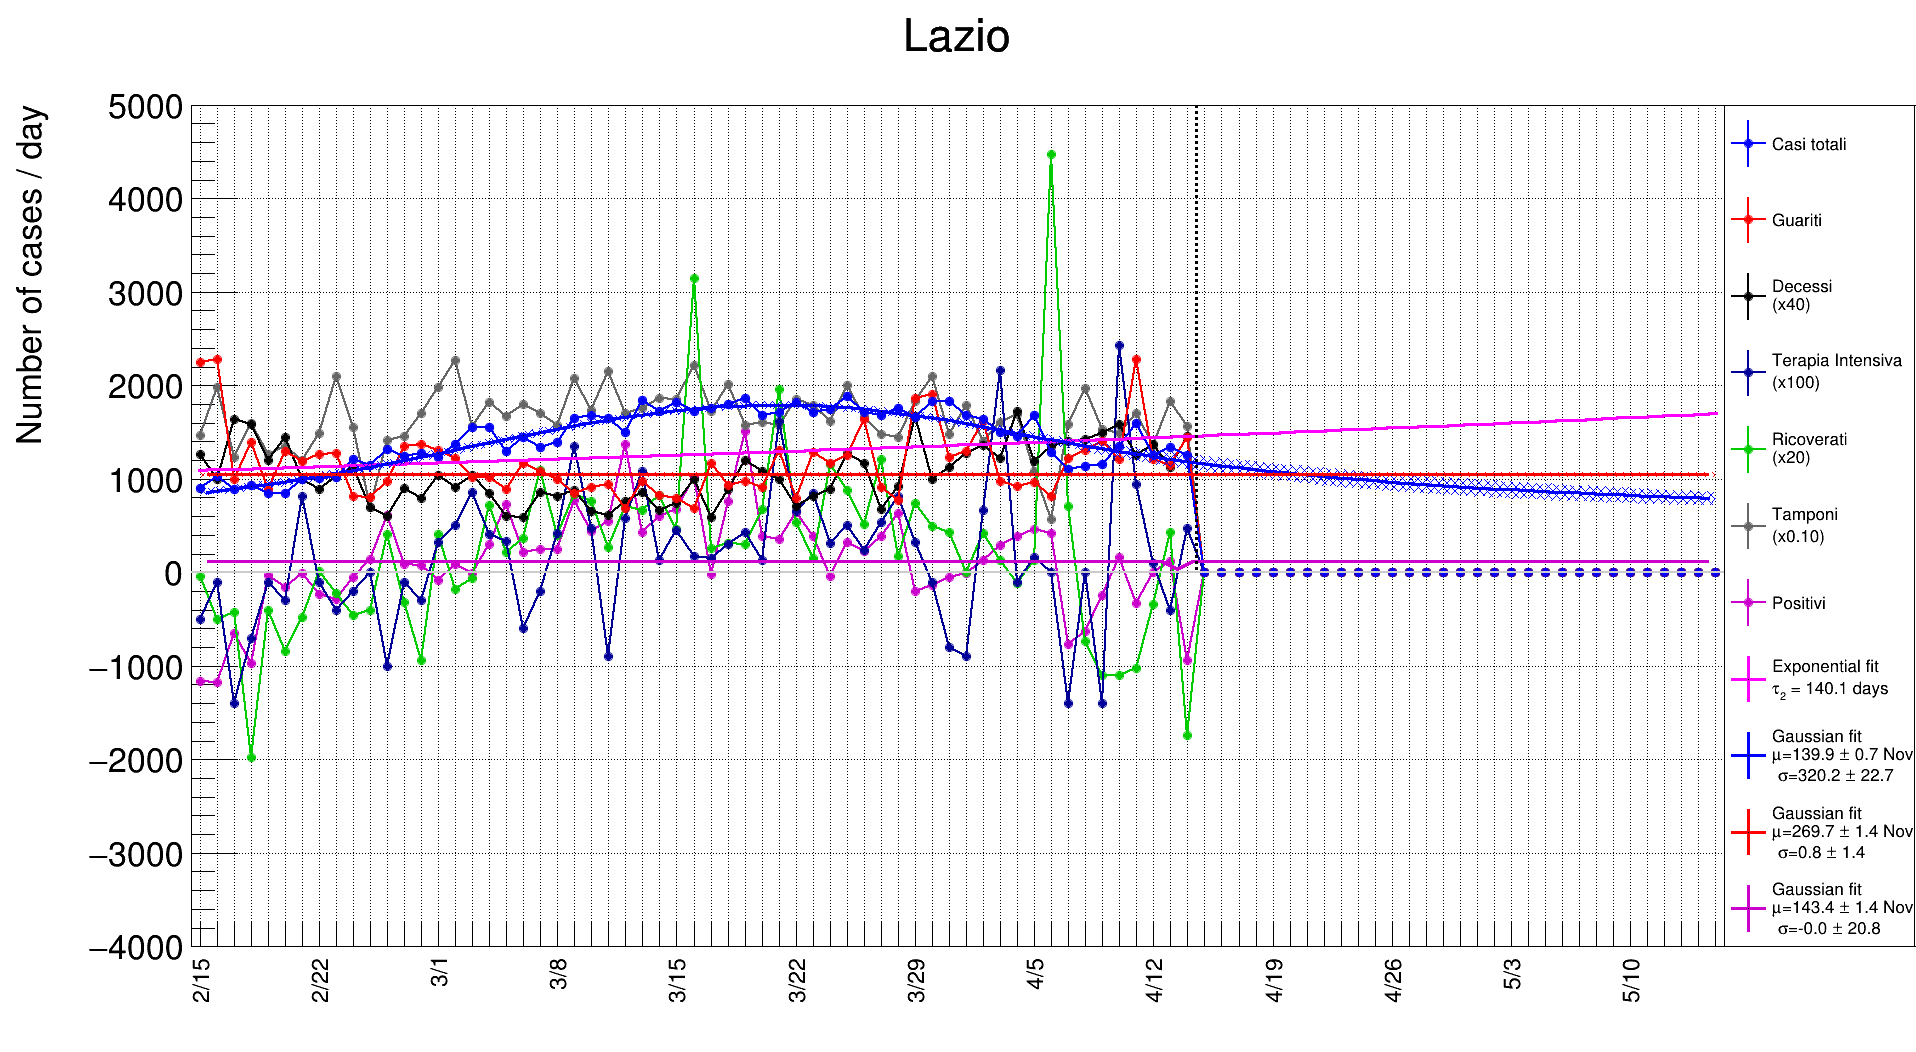 Lazio
Number of cases / day
5000
4000
3000
2000
1000
0
−1000
−2000
−3000
−4000
2/15
2/22
3/1
3/8
3/15
3/22
3/29
4/5
4/12
4/19
4/26
5/3
5/10
Casi totali
Guariti
Decessi
(x40)
Terapia Intensiva
(x100)
Ricoverati
(x20)
Tamponi
(x0.10)
Positivi
Exponential fit
τ2 = 140.1 days
Gaussian fit
μ=139.9 ± 0.7 Nov
σ=320.2 ± 22.7
Gaussian fit
μ=269.7 ± 1.4 Nov
σ=0.8 ± 1.4
Gaussian fit
μ=143.4 ± 1.4 Nov
σ=-0.0 ± 20.8